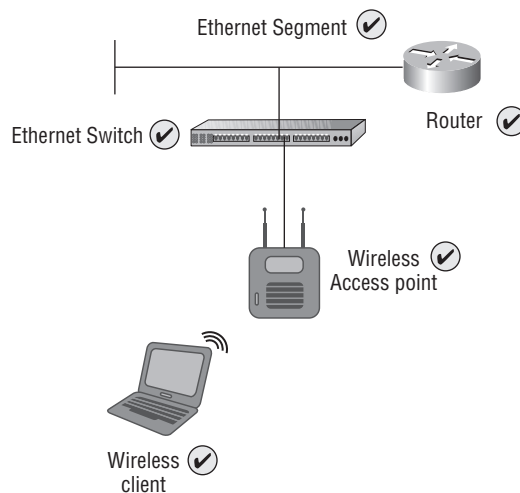 Ethernet Segment ✔
Ethernet Switch ✔
Router ✔
Wireless ✔
Access point
Wireless ✔
client